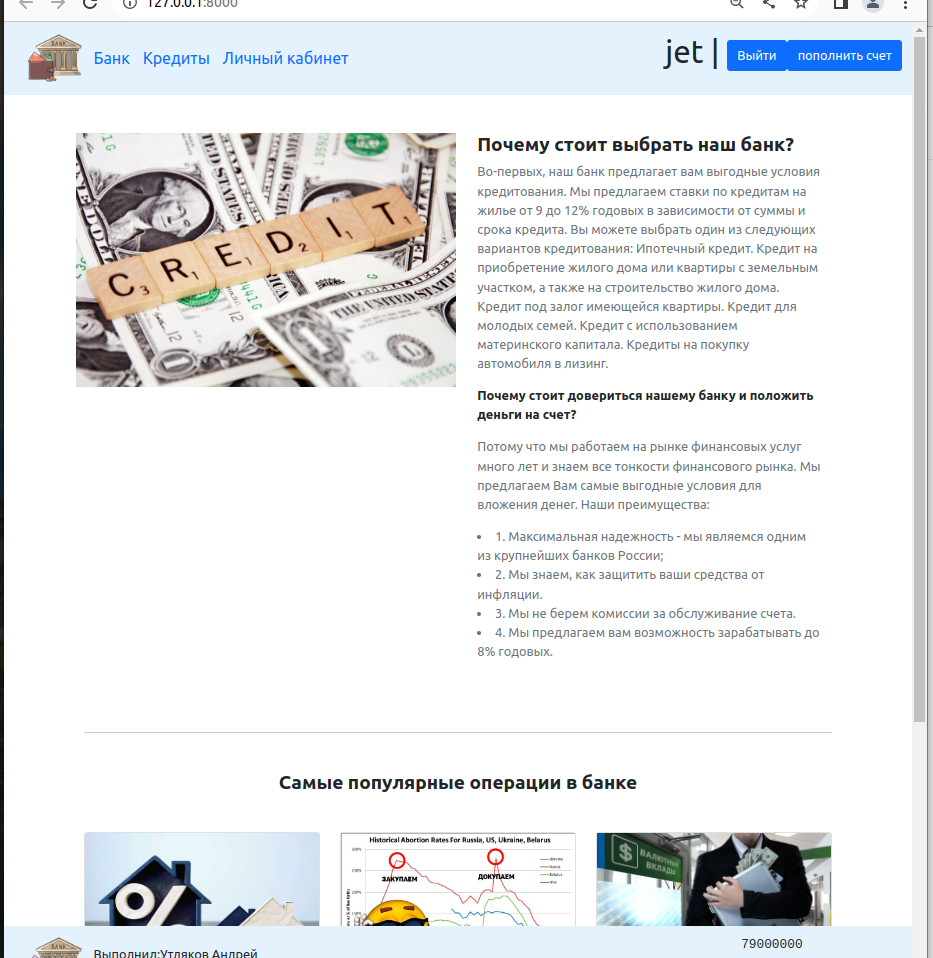 127.0.0.1:8000
BANK
Банк Кредиты Личный кабинет
jet | Выйти пополнить счет
CREDIT
Почему стоит выбрать наш банк?
Во-первых, наш банк предлагает вам выгодные условия
кредитования. Мы предлагаем ставки по кредитам на
жилье от 9 до 12% годовых в зависимости от суммы и
срока кредита. Вы можете выбрать один из следующих
вариантов кредитования: Ипотечный кредит. Кредит на
приобретение жилого дома или квартиры с земельным
участком, а также на строительство жилого дома.
Кредит под залог имеющейся квартиры. Кредит для
молодых семей. Кредит с использованием
материнского капитала. Кредиты на покупку
автомобиля в лизинг.
Почему стоит довериться нашему банку и положить
деньги на счет?
Потому что мы работаем на рынке финансовых услуг
много лет и знаем все тонкости финансового рынка. Мы
предлагаем Вам самые выгодные условия для
вложения денег. Наши преимущества:
• 1. Максимальная надежность - мы являемся одним
из крупнейших банков России;
• 2. Мы знаем, как защитить ваши средства от
инфляции.
• 3. Мы не берем комиссии за обслуживание счета.
• 4. Мы предлагаем вам возможность зарабатывать до
8% годовых.
Самые популярные операции в банке
%
Historical Abortion Rates For Russia, US, Ukraine, Belarus
ЗАКУПАЕМ
ДОКУПАЕМ
$ ВАЛЮТНЫЕ
ВКЛАДЫ
BANK
Выполнил:Утляков Андрей
79000000